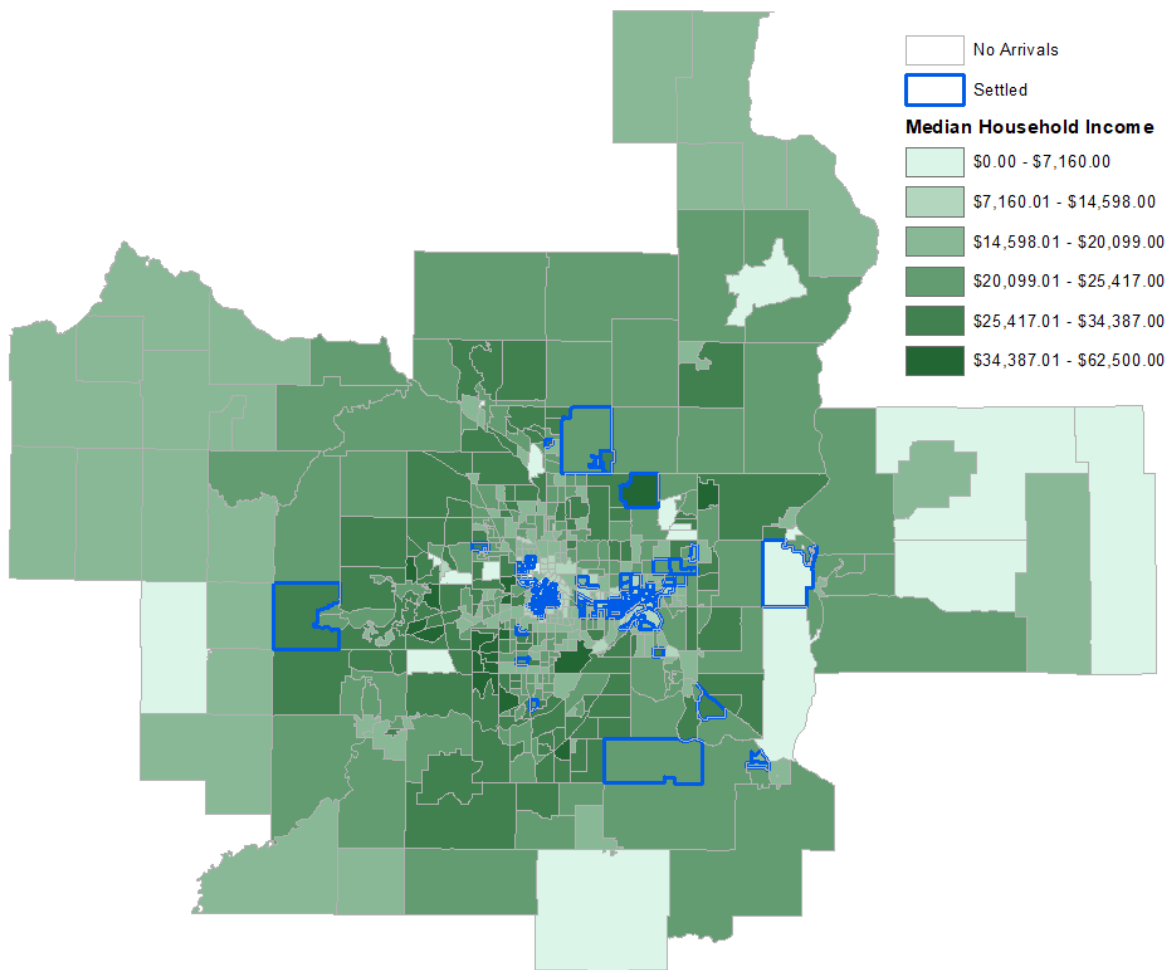 No Arrivals
Settled
Median Household Income
$0.00 - $7,160.00
$7,160.01 - $14,598.00
$14,598.01 - $20,099.00
$20,099.01 - $25,417.00
$25,417.01 - $34,387.00
$34,387.01 - $62,500.00